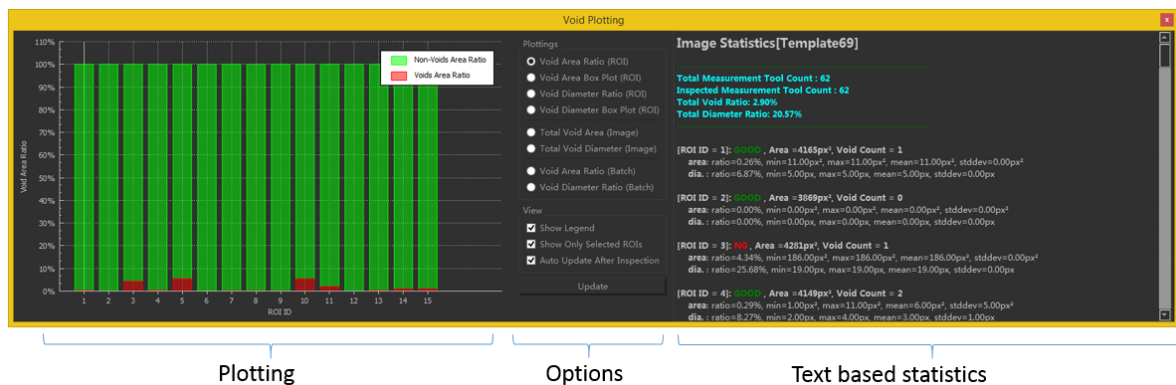 Void Plotting
x
110%
100%
90%
80%
70%
60%
50%
40%
30%
20%
10%
0%
Void Area Ratio
Non-Voids Area Ratio
Voids Area Ratio
1 2 3 4 5 6 7 8 9 10 11 12 13 14 15
ROI ID
Plottings
Void Area Ratio (ROI)
Void Area Box Plot (ROI)
Void Diameter Ratio (ROI)
Void Diameter Box Plot (ROI)
Total Void Area (Image)
Total Void Diameter (Image)
Void Area Ratio (Batch)
Void Diameter Ratio (Batch)
View
Show Legend
Show Only Selected ROIs
Auto Update After Inspection
Update
Image Statistics[Template69]
Total Measurement Tool Count : 62
Inspected Measurement Tool Count : 62
Total Void Ratio: 2.90%
Total Diameter Ratio: 20.57%
[ROI ID = 1]: GOOD , Area =4165px², Void Count = 1
area: ratio=0.26%, min=11.00px², max=11.00px², mean=11.00px², stddev=0.00px²
dia. : ratio=6.87%, min=5.00px, max=5.00px, mean=5.00px, stddev=0.00px
[ROI ID = 2]: GOOD , Area =3869px², Void Count = 0
area: ratio=0.00%, min=0.00px², max=0.00px², mean=0.00px², stddev=0.00px²
dia. : ratio=0.00%, min=0.00px, max=0.00px, mean=0.00px, stddev=0.00px
[ROI ID = 3]: NG , Area =4281px², Void Count = 1
area: ratio=4.34%, min=186.00px², max=186.00px², mean=186.00px², stddev=0.00px²
dia. : ratio=25.68%, min=19.00px, max=19.00px, mean=19.00px, stddev=0.00px
[ROI ID = 4]: GOOD , Area =4149px², Void Count = 2
area: ratio=0.29%, min=1.00px², max=11.00px², mean=6.00px², stddev=5.00px²
dia. : ratio=8.27%, min=2.00px, max=4.00px, mean=3.00px, stddev=1.00px
Plotting
Options
Text based statistics